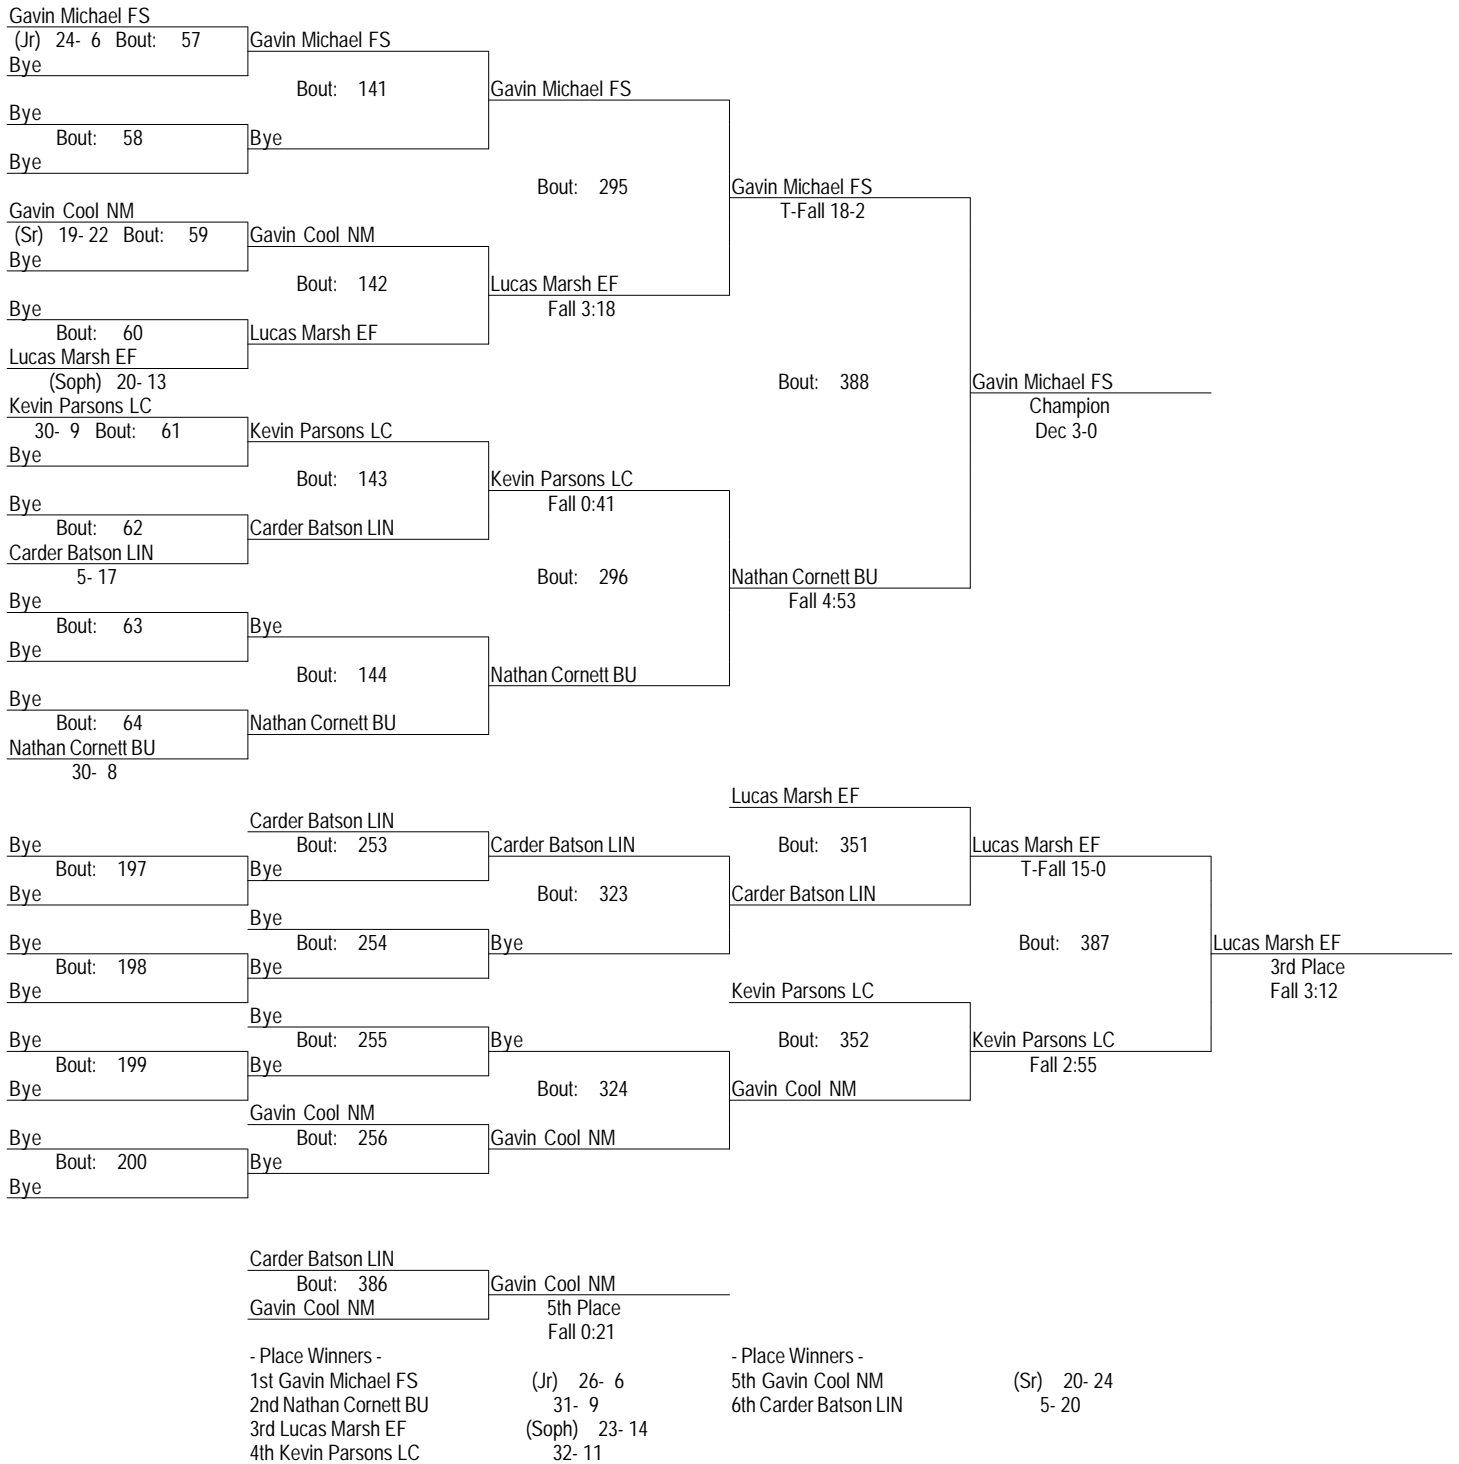 Gavin Michael FS
(Jr) 24- 6 Bout: 57 Gavin Michael FS
Bye
Bout: 141 Gavin Michael FS
Bye
Bout: 58 Bye
Bye
Bout: 295 Gavin Michael FS
Gavin Cool NM T-Fall 18-2
(Sr) 19- 22 Bout: 59 Gavin Cool NM
Bye
Bout: 142 Lucas Marsh EF
Bye Fall 3:18
Bout: 60 Lucas Marsh EF
Lucas Marsh EF
(Soph) 20- 13 Bout: 388 Gavin Michael FS
Kevin Parsons LC Champion
30- 9 Bout: 61 Kevin Parsons LC Dec 3-0
Bye
Bout: 143 Kevin Parsons LC
Bye Fall 0:41
Bout: 62 Carder Batson LIN
Carder Batson LIN
5- 17 Bout: 296 Nathan Cornett BU
Bye Fall 4:53
Bout: 63 Bye
Bye
Bout: 144 Nathan Cornett BU
Bye
Bout: 64 Nathan Cornett BU
Nathan Cornett BU
30- 8
Lucas Marsh EF
Carder Batson LIN
Bye Bout: 253 Carder Batson LIN Bout: 351 Lucas Marsh EF
Bout: 197 Bye T-Fall 15-0
Bye Bout: 323 Carder Batson LIN
Bye
Bye Bout: 254 Bye Bout: 387 Lucas Marsh EF
Bout: 198 Bye 3rd Place
Bye Kevin Parsons LC Fall 3:12
Bye
Bye Bout: 255 Bye Bout: 352 Kevin Parsons LC
Bout: 199 Bye Fall 2:55
Bye Bout: 324 Gavin Cool NM
Gavin Cool NM
Bye Bout: 256 Gavin Cool NM
Bout: 200 Bye
Bye
Carder Batson LIN
Bout: 386 Gavin Cool NM
Gavin Cool NM 5th Place
Fall 0:21
- Place Winners - - Place Winners -
1st Gavin Michael FS (Jr) 26- 6 5th Gavin Cool NM (Sr) 20- 24
2nd Nathan Cornett BU 31- 9 6th Carder Batson LIN 5- 20
3rd Lucas Marsh EF (Soph) 23- 14
4th Kevin Parsons LC 32- 11